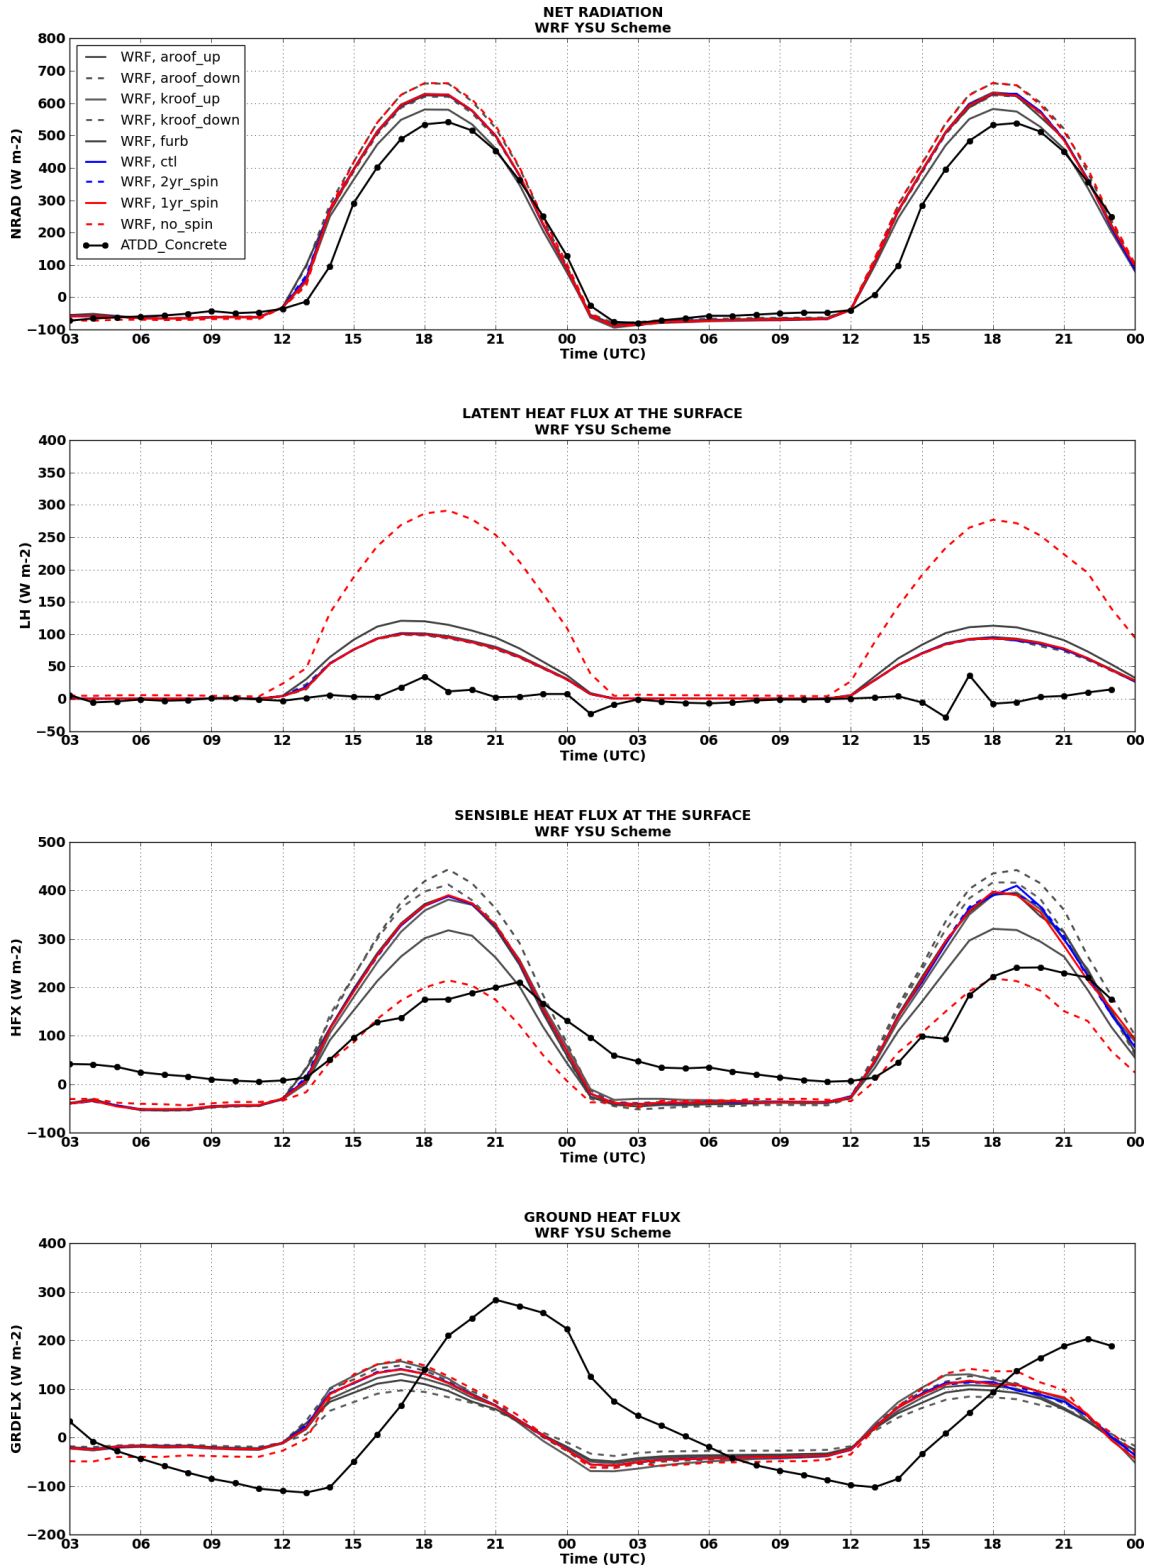 NET RADIATION
WRF YSU Scheme
NRAD (W m-2)
800
700
600
500
400
300
200
100
0
−100
WRF, aroof_up
WRF, aroof_down
WRF, kroof_up
WRF, kroof_down
WRF, furb
WRF, ctl
WRF, 2yr_spin
WRF, 1yr_spin
WRF, no_spin
ATDD_Concrete
03 06 09 12 15 18 21 00 03 06 09 12 15 18 21 00
Time (UTC)
LATENT HEAT FLUX AT THE SURFACE
WRF YSU Scheme
LH (W m-2)
400
350
300
250
200
150
100
50
0
−50
03 06 09 12 15 18 21 00 03 06 09 12 15 18 21 00
Time (UTC)
SENSIBLE HEAT FLUX AT THE SURFACE
WRF YSU Scheme
HFX (W m-2)
500
400
300
200
100
0
−100
03 06 09 12 15 18 21 00 03 06 09 12 15 18 21 00
Time (UTC)
GROUND HEAT FLUX
WRF YSU Scheme
GRDFLX (W m-2)
400
300
200
100
0
−100
−200
03 06 09 12 15 18 21 00 03 06 09 12 15 18 21 00
Time (UTC)